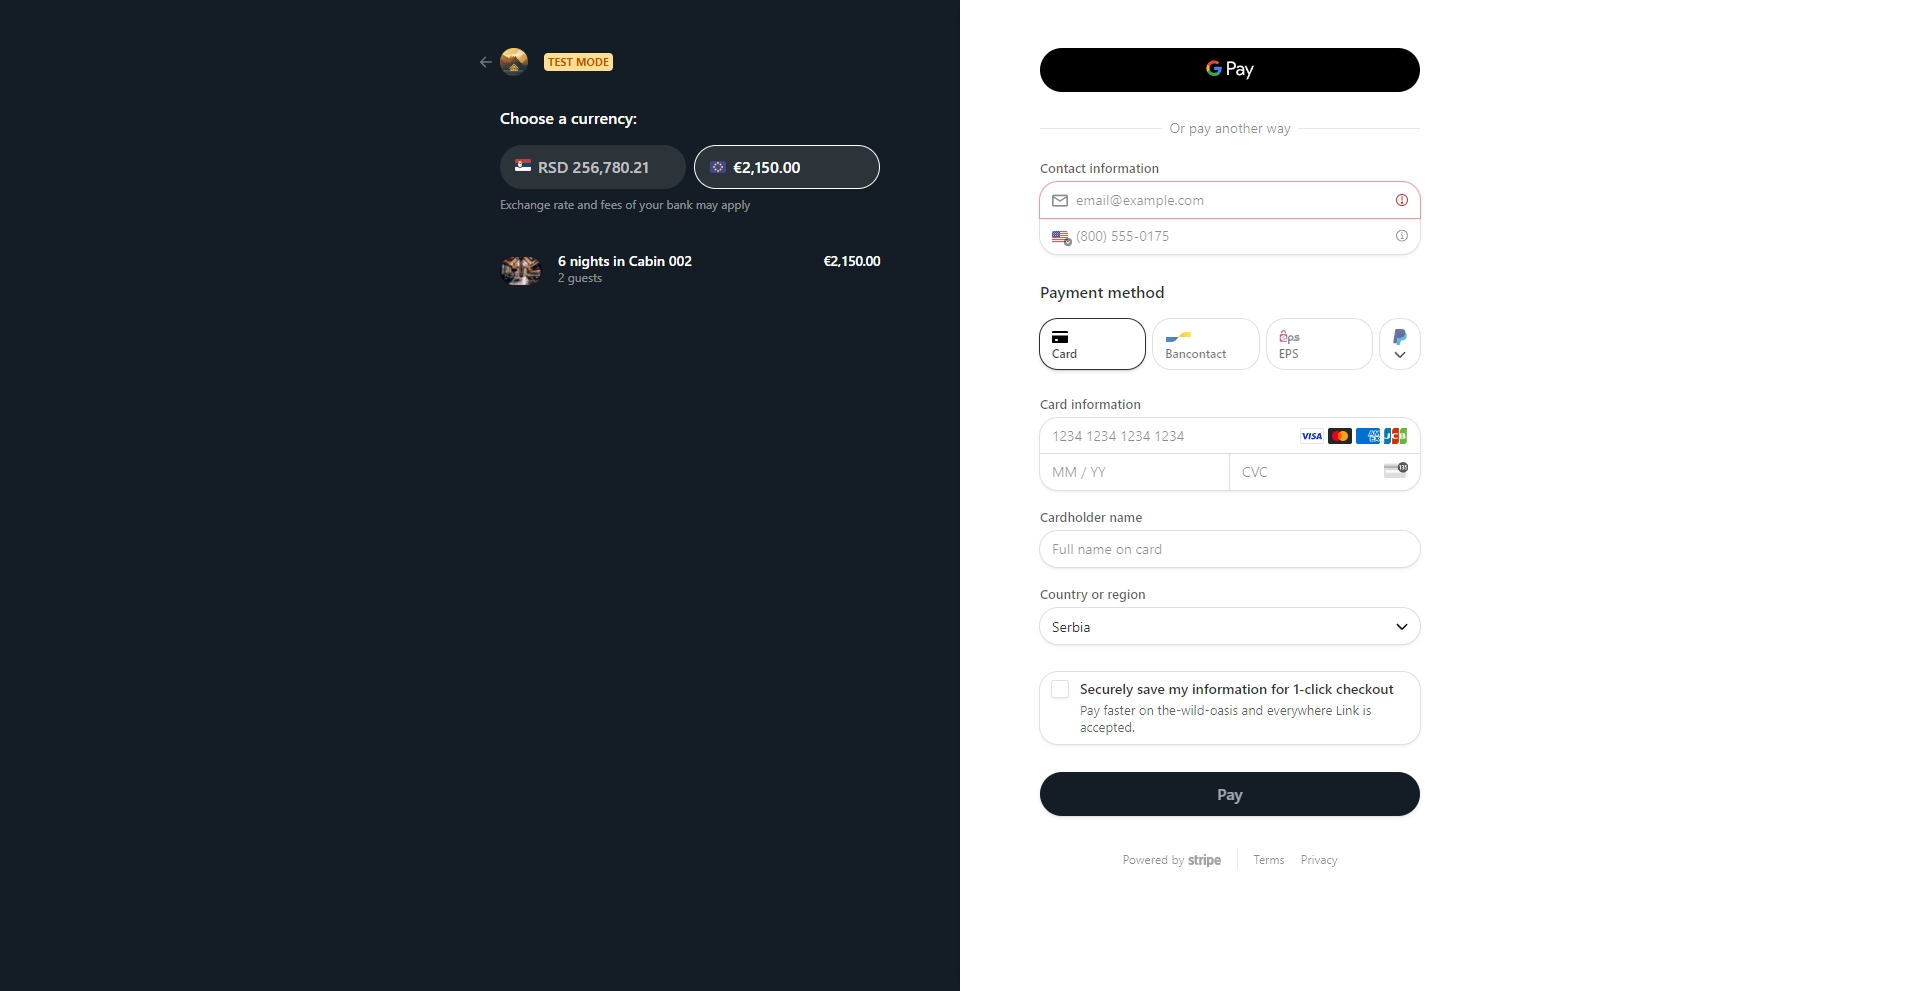 TEST MODE
Choose a currency:
RSD 256,780.21
€2,150.00
Exchange rate and fees of your bank may apply
6 nights in Cabin 002
€2,150.00
2 guests
G Pay
Or pay another way
Contact information
email@example.com
(800) 555-0175
Payment method
Card
Bancontact
eps
EPS
Card information
1234 1234 1234 1234
VISA
AM EX
JCB
MM / YY
CVC
135
Cardholder name
Full name on card
Country or region
Serbia
Securely save my information for 1-click checkout
Pay faster on the-wild-oasis and everywhere Link is
accepted.
Pay
Powered by stripe
Terms
Privacy